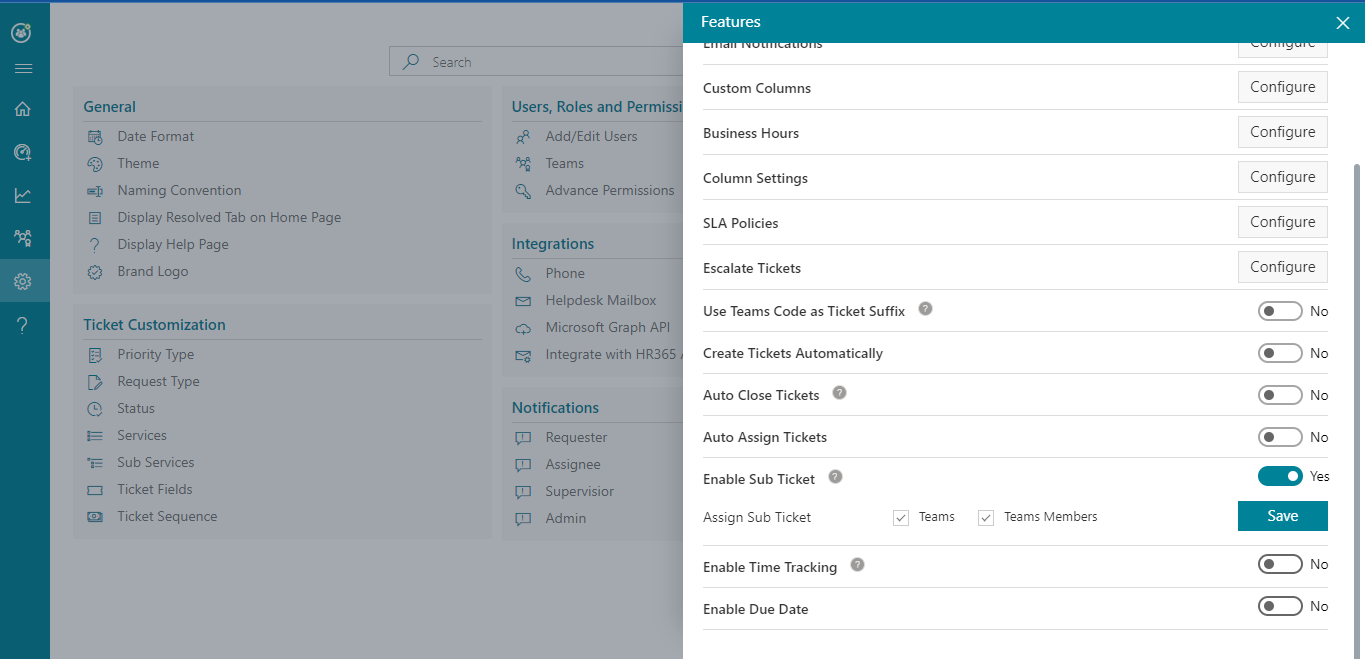 Search
General
Date Format
Theme
Naming Convention
Display Resolved Tab on Home Page
Display Help Page
Brand Logo
Ticket Customization
Priority Type
Request Type
Status
Services
Sub Services
Ticket Fields
Ticket Sequence
Users, Roles and Permissi
Add/Edit Users
Teams
Advance Permissions
Integrations
Phone
Helpdesk Mailbox
Microsoft Graph API
Integrate with HR365 A
Notifications
Requester
Assignee
Supervisior
Admin
Features
Email Notifications Configure
Custom Columns Configure
Business Hours Configure
Column Settings Configure
SLA Policies Configure
Escalate Tickets Configure
Use Teams Code as Ticket Suffix ? No
Create Tickets Automatically No
Auto Close Tickets ? No
Auto Assign Tickets No
Enable Sub Ticket ? Yes
Assign Sub Ticket Teams Teams Members Save
Enable Time Tracking ? No
Enable Due Date No